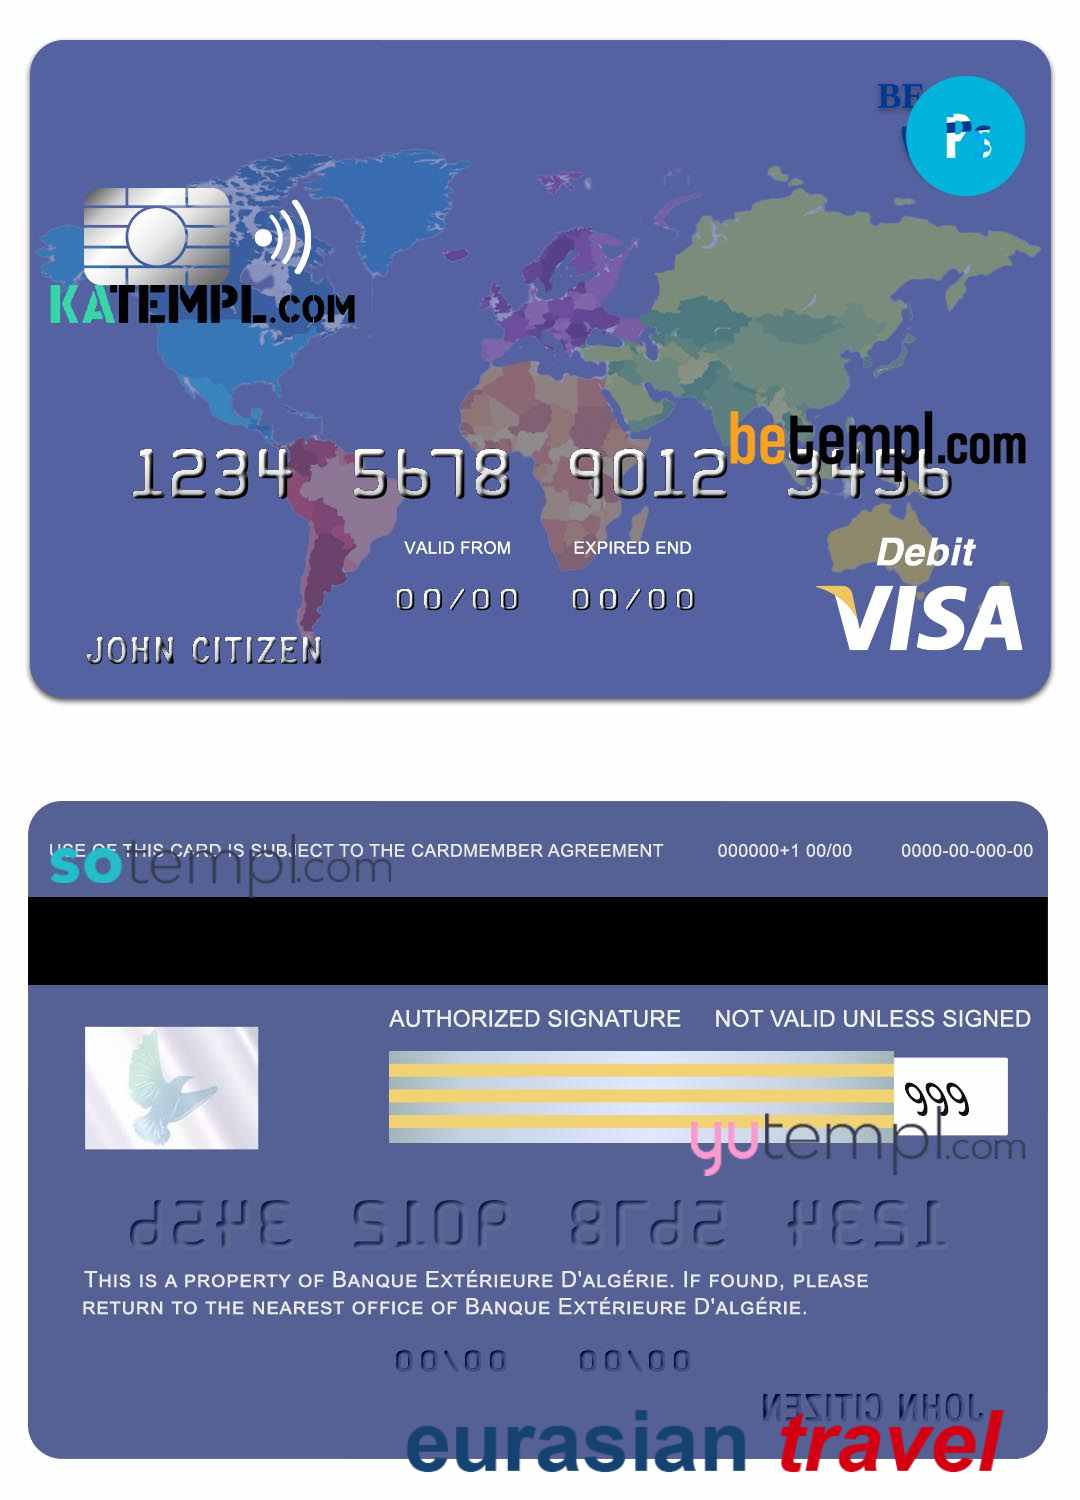 BE
Ps
KATEMPL.COM
betempl.com
1234 5678 9012 3456
VALID FROM EXPIRED END
Debit
00/00 00/00
VISA
JOHN CITIZEN
USE OF THIS CARD IS SUBJECT TO THE CARDMEMBER AGREEMENT 000000+1 00/00 0000-00-000-00
sotempl.com
AUTHORIZED SIGNATURE NOT VALID UNLESS SIGNED
999
yutempl.com
1234 5678 9012 3456
THIS IS A PROPERTY OF BANQUE EXTÉRIEURE D'ALGÉRIE. IF FOUND, PLEASE
RETURN TO THE NEAREST OFFICE OF BANQUE EXTÉRIEURE D'ALGÉRIE.
00/00 00/00
JOHN CITIZEN
eurasian travel